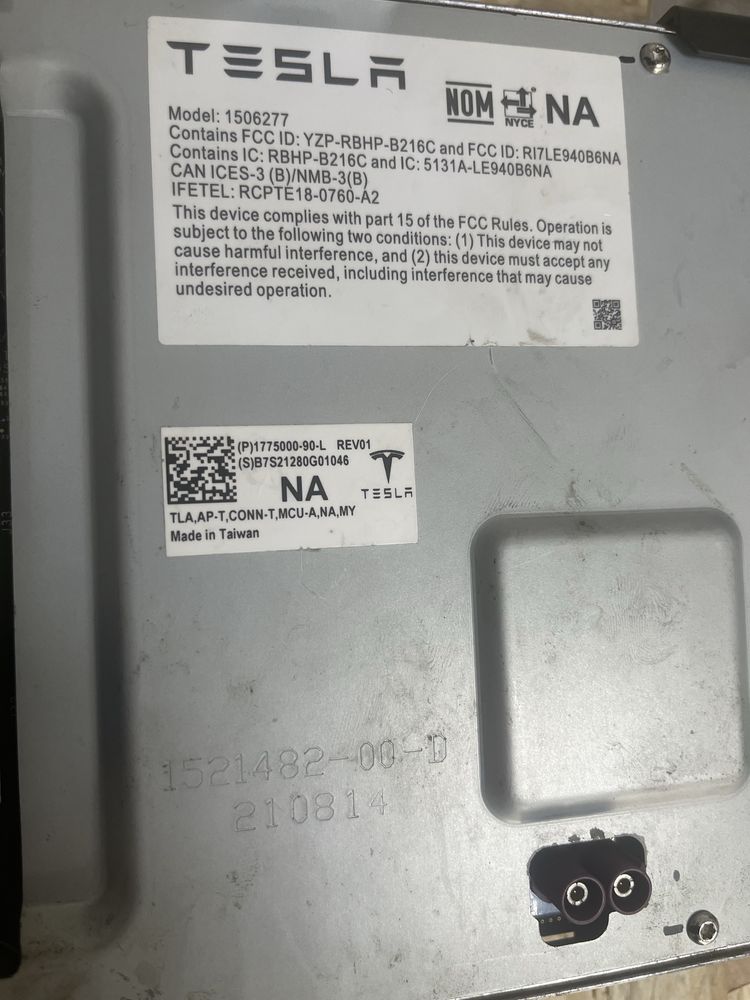 TESLA
NOM NYCE NA
Model: 1506277
Contains FCC ID: YZP-RBHP-B216C and FCC ID: RI7LE940B6NA
Contains IC: RBHP-B216C and IC: 5131A-LE940B6NA
CAN ICES-3 (B)/NMB-3(B)
IFETEL: RCPTE18-0760-A2
This device complies with part 15 of the FCC Rules. Operation is
subject to the following two conditions: (1) This device may not
cause harmful interference, and (2) this device must accept any
interference received, including interference that may cause
undesired operation.
(P)1775000-90-L REV01
(S)B7S21280G01046
NA
TESLA
TLA,AP-T,CONN-T,MCU-A,NA,MY
Made in Taiwan
1521482-00-D
210814